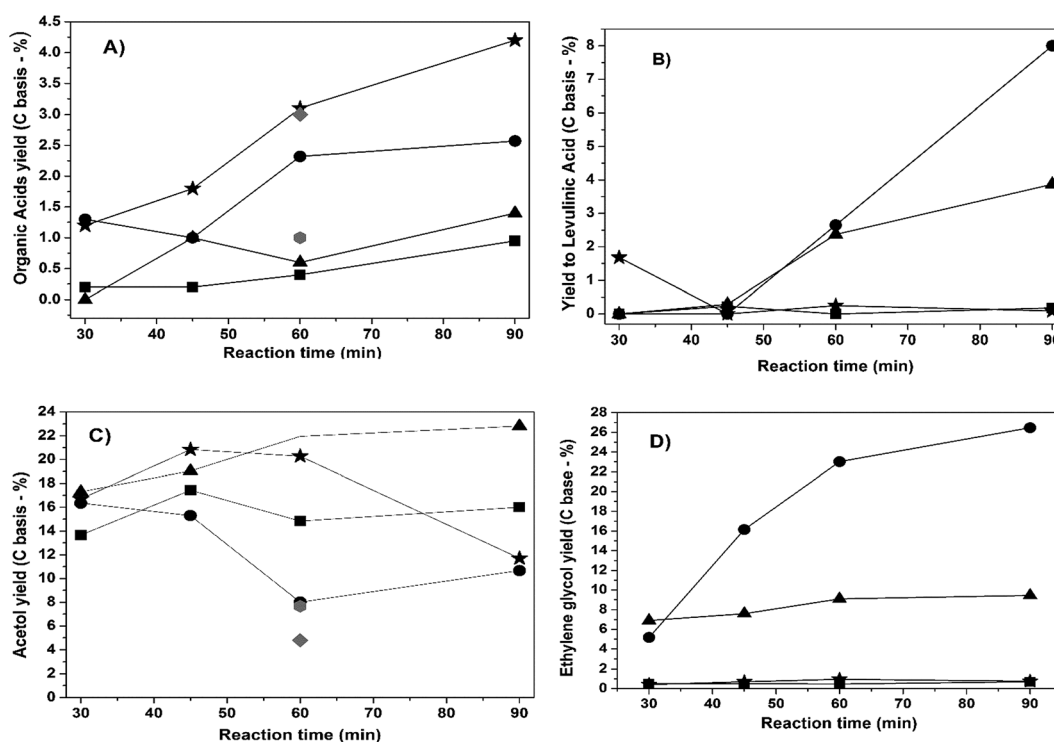 A)
Organic Acids yield (C basis - %)
4.5
4.0
3.5
3.0
2.5
2.0
1.5
1.0
0.5
0.0
30 40 50 60 70 80 90
Reaction time (min)
B)
Yield to Levulinic Acid (C basis - %)
8
7
6
5
4
3
2
1
0
30 40 50 60 70 80 90
Reaction time (min)
C)
Acetol yield (C basis - %)
24
22
20
18
16
14
12
10
8
6
4
2
0
30 40 50 60 70 80 90
Reaction time (min)
D)
Ethylene glycol yield (C base - %)
28
26
24
22
20
18
16
14
12
10
8
6
4
2
0
30 40 50 60 70 80 90
Reaction time (min)